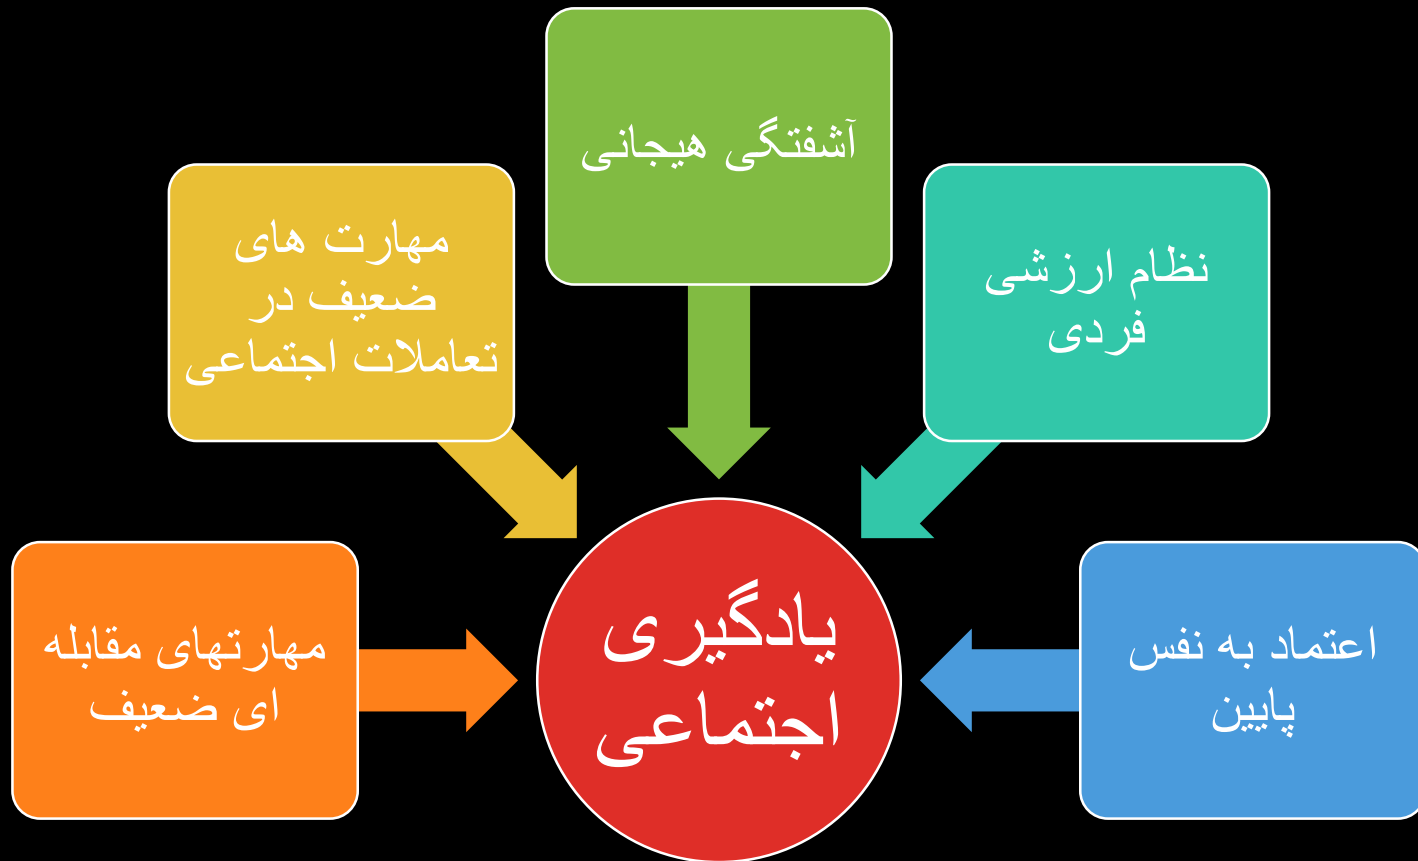 آشفتگی هیجانی
نظام ارزشی
فردی
مهارت های
ضعیف در
تعاملات اجتماعی
اعتماد به نفس
پایین
مهارتهای مقابله
ای ضعیف
یادگیری
اجتماعی